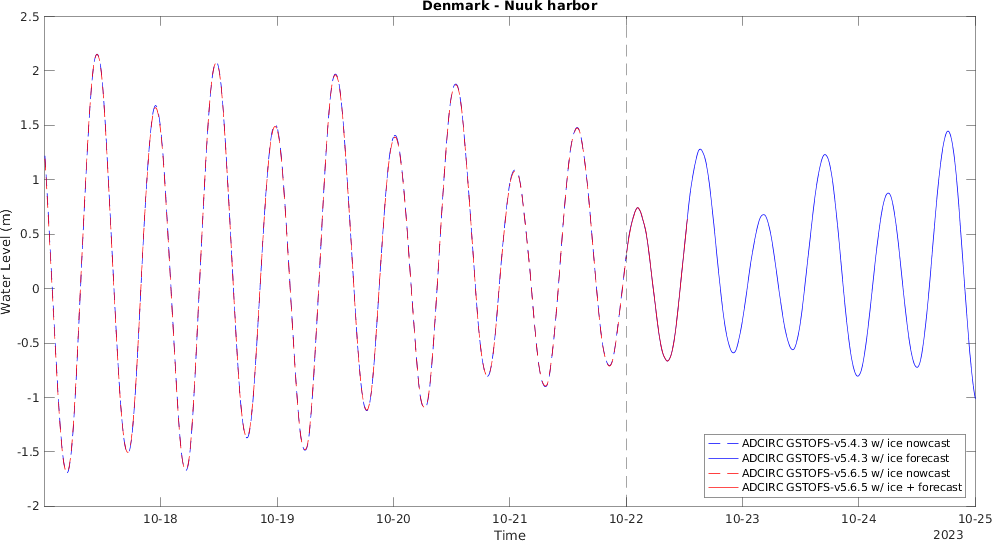 Denmark - Nuuk harbor
2.5
2
1.5
1
0.5
0
-0.5
-1
-1.5
-2
Water Level (m)
10-18 10-19 10-20 10-21 10-22 10-23 10-24 10-25
Time
2023
ADCIRC GSTOFS-v5.4.3 w/ ice nowcast
ADCIRC GSTOFS-v5.4.3 w/ ice forecast
ADCIRC GSTOFS-v5.6.5 w/ ice nowcast
ADCIRC GSTOFS-v5.6.5 w/ ice + forecast